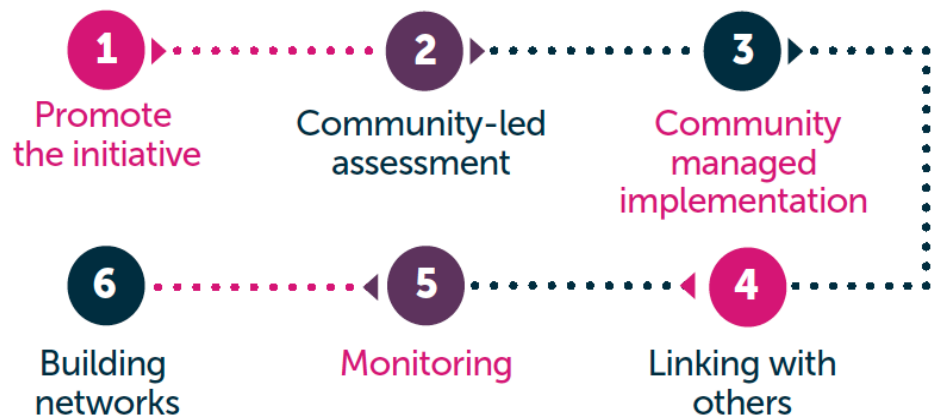 1
2
3
Promote
the initiative
Community-led
assessment
Community
managed
implementation
6
5
4
Building
networks
Monitoring
Linking with
others